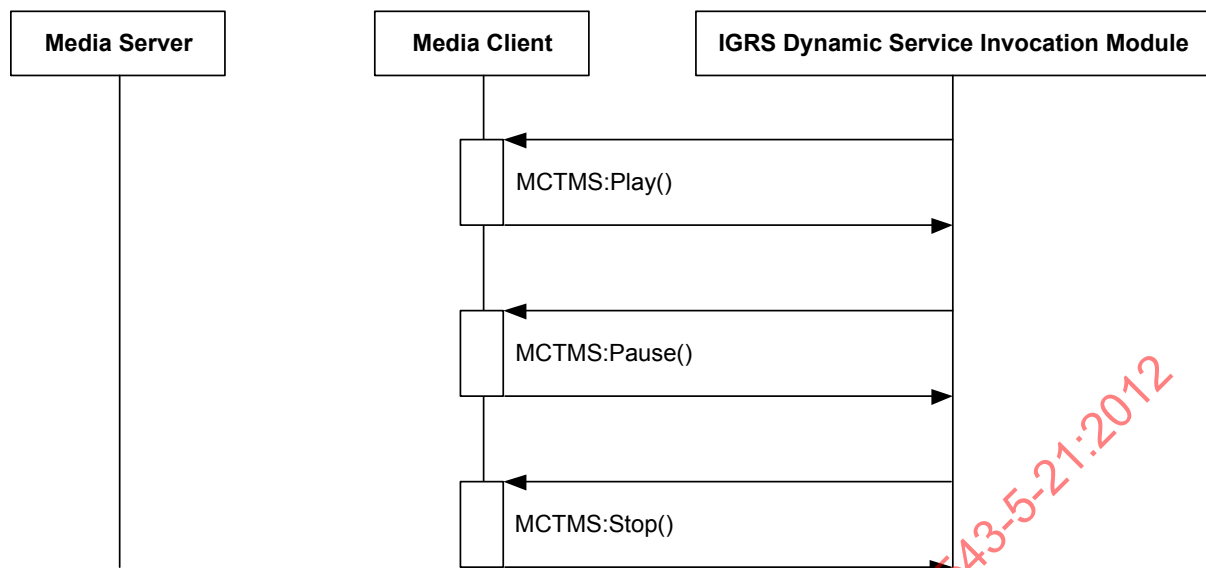 Media Server
Media Client
IGRS Dynamic Service Invocation Module
MCTMS:Play()
MCTMS:Pause()
MCTMS:Stop()
43-5-21:2012